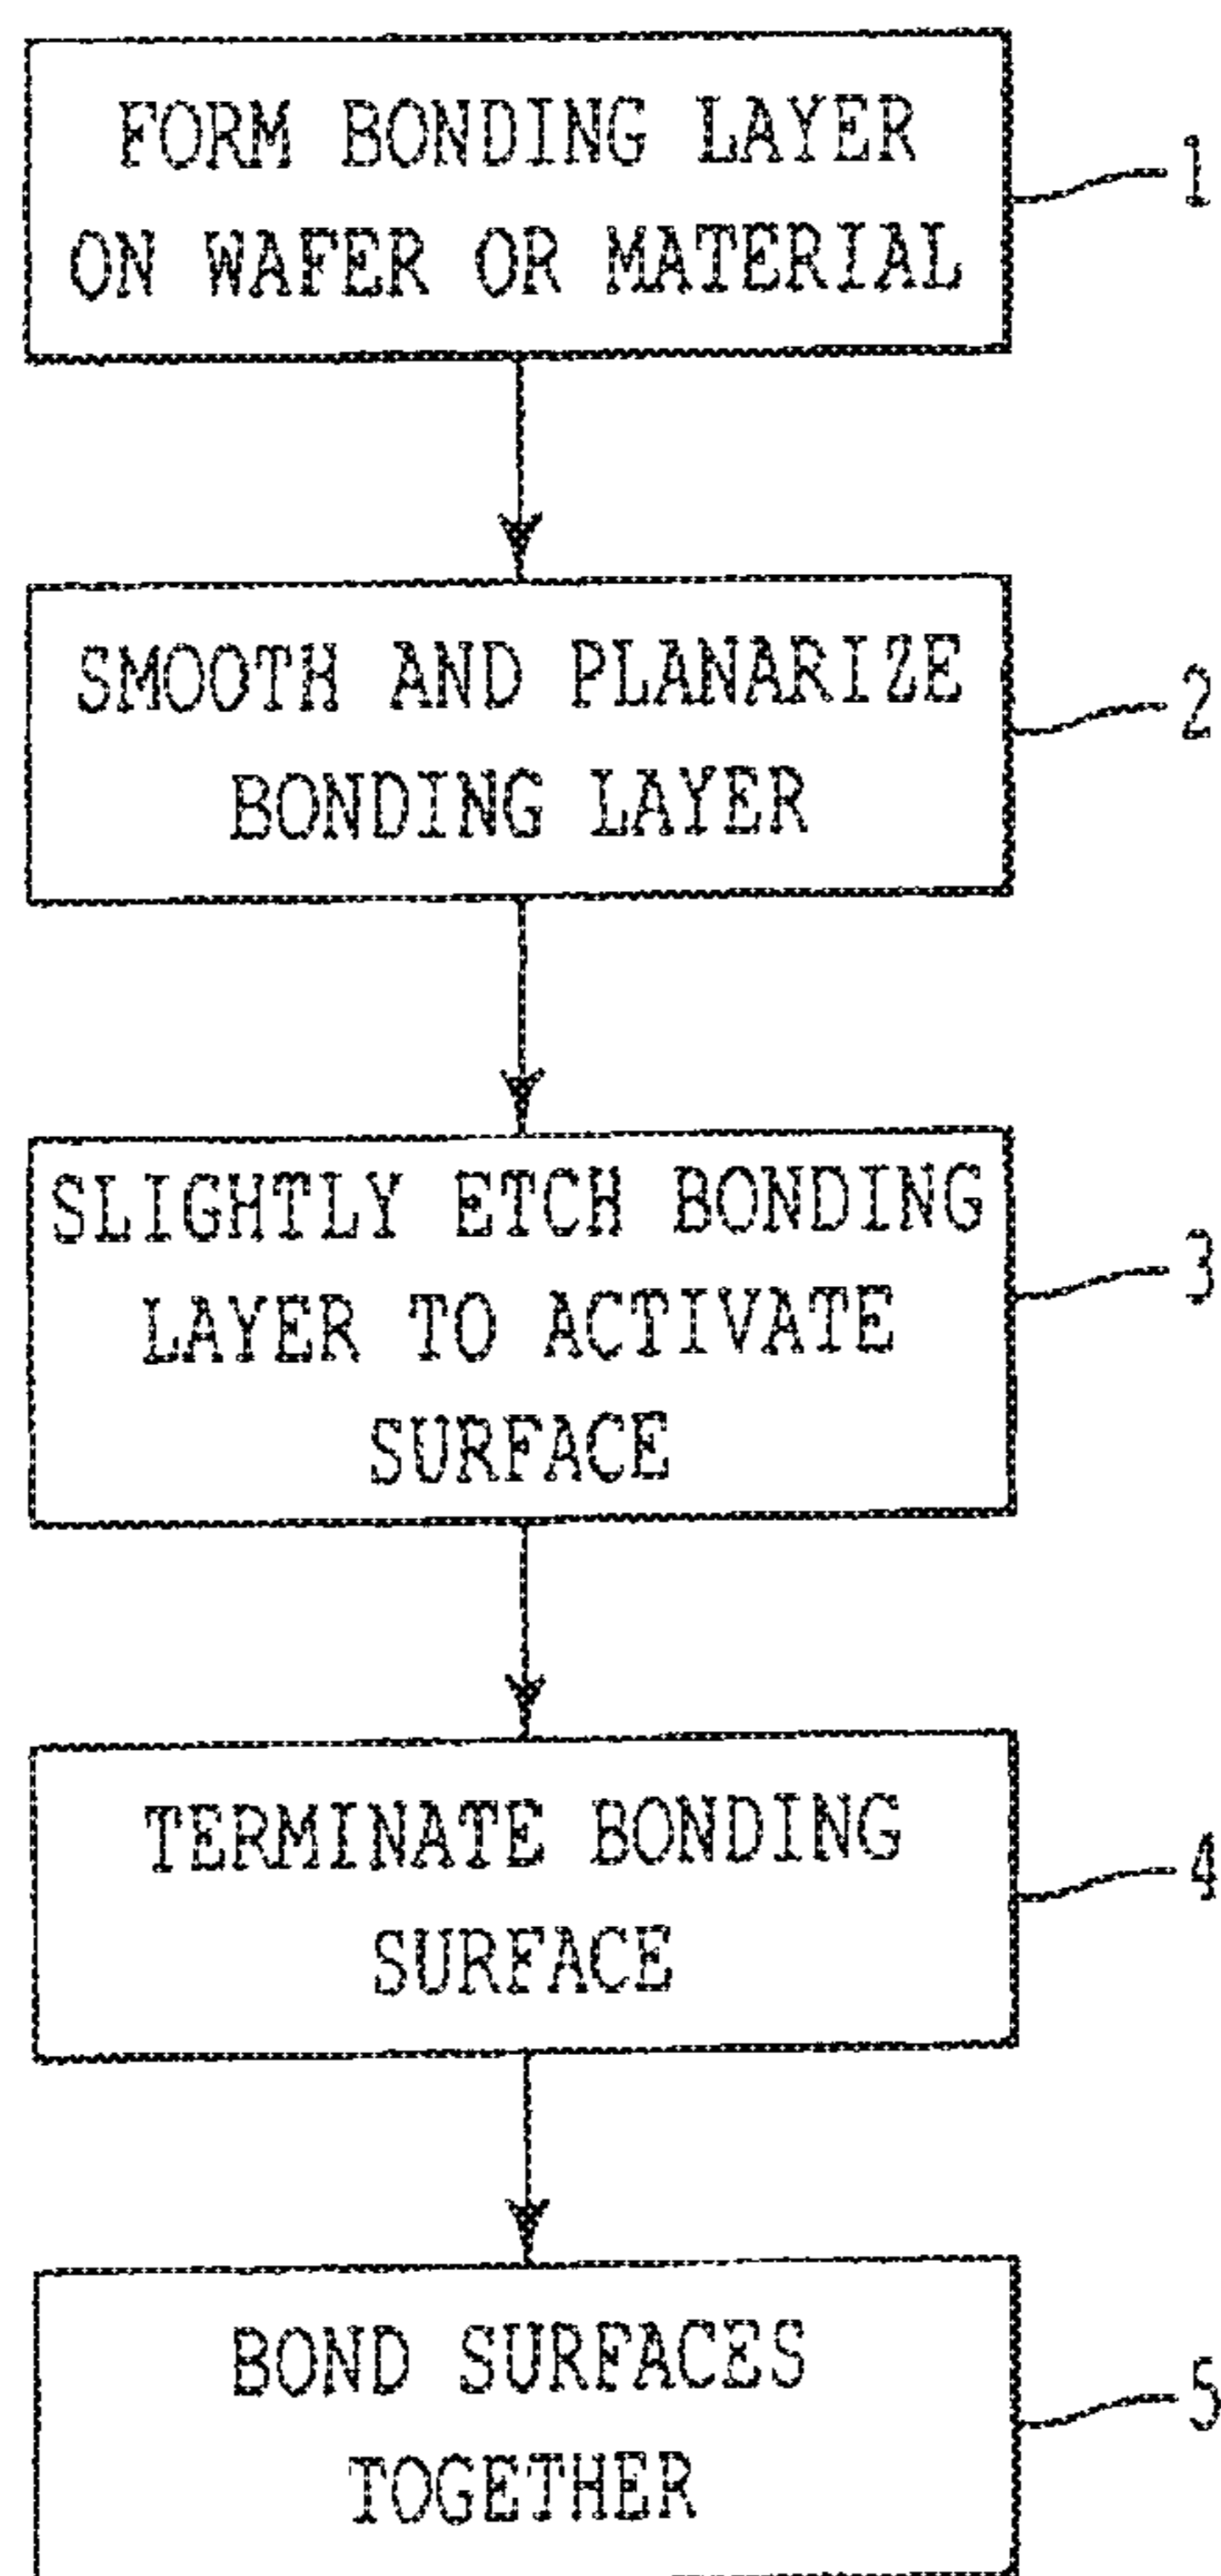 FORM BONDING LAYER
ON WAFER OR MATERIAL
1
SMOOTH AND PLANARIZE
BONDING LAYER
2
SLIGHTLY ETCH BONDING
LAYER TO ACTIVATE
SURFACE
3
TERMINATE BONDING
SURFACE
4
BOND SURFACES
TOGETHER
5